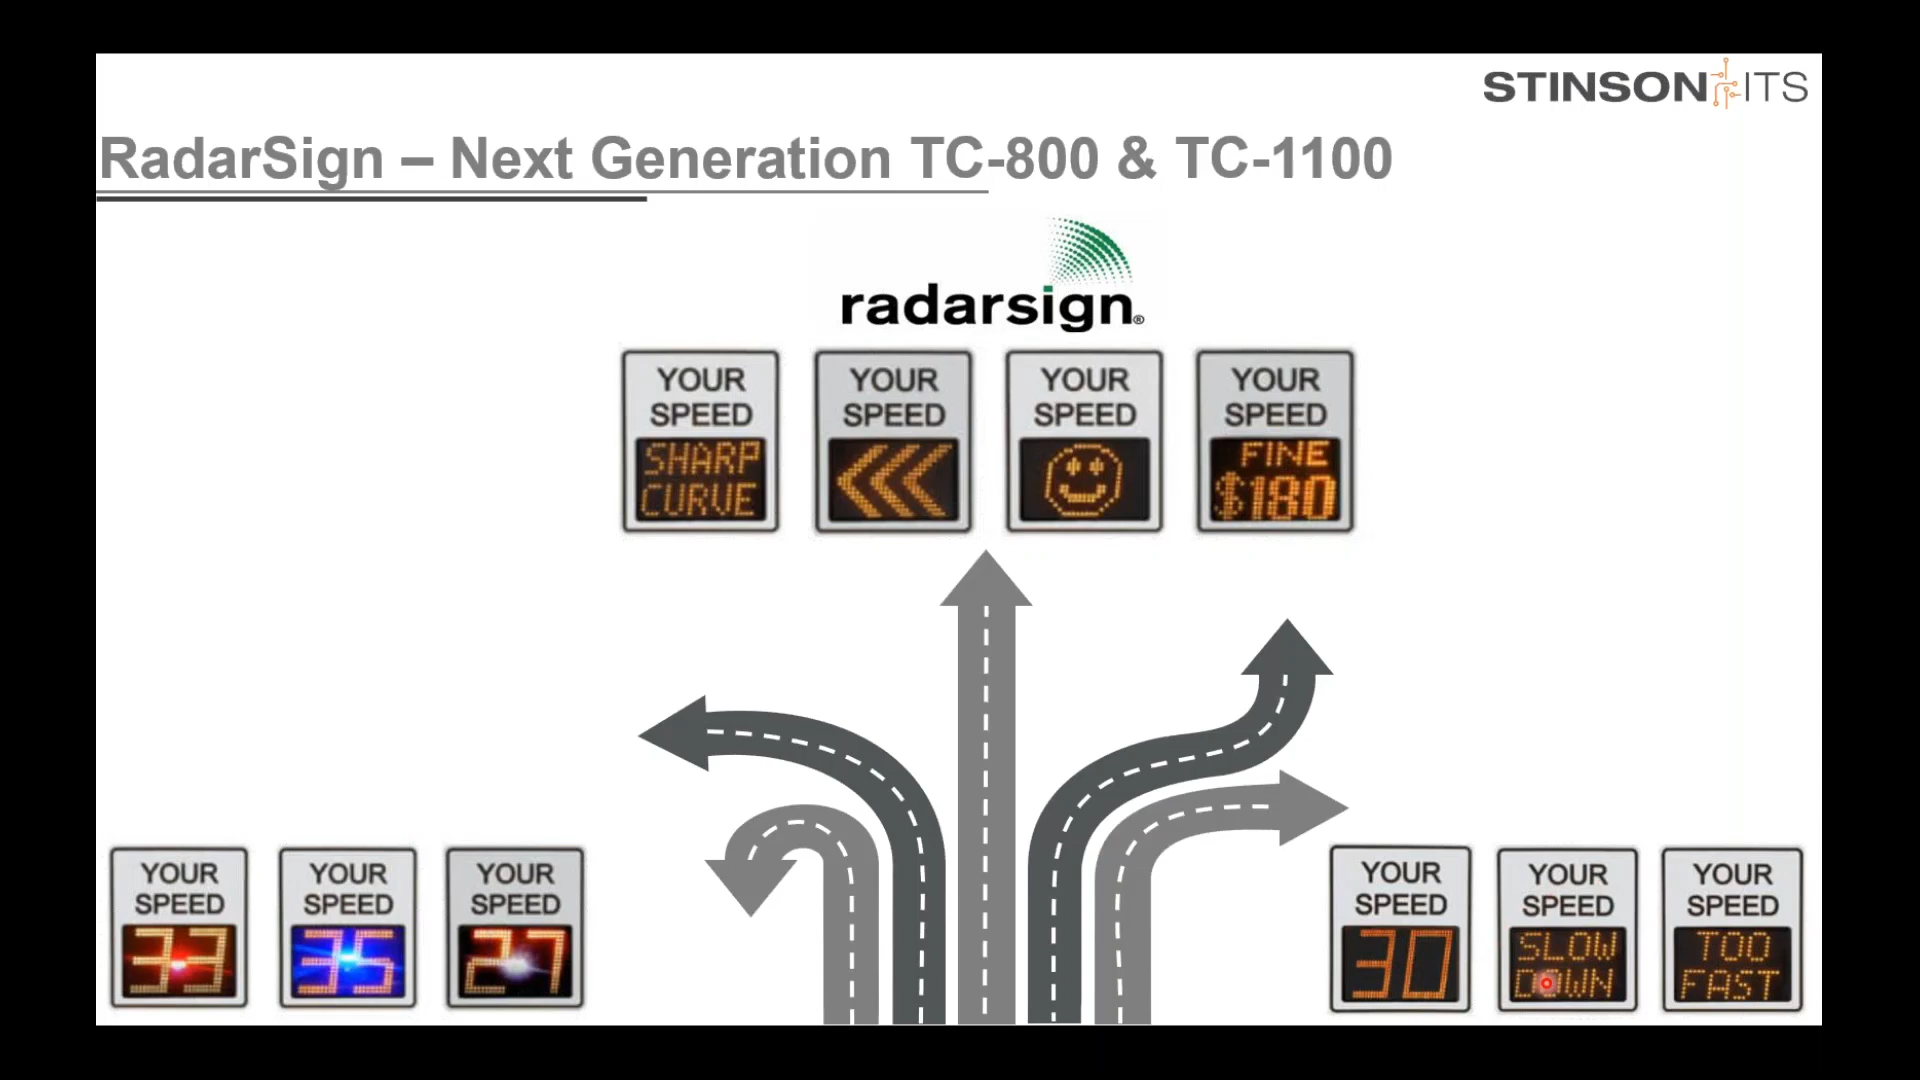 STINSON ITS
RadarSign – Next Generation TC-800 & TC-1100
radarsign®
YOUR
SPEED
SHARP
CURVE
YOUR
SPEED
YOUR
SPEED
YOUR
SPEED
FINE
$180
YOUR
SPEED
33
YOUR
SPEED
35
YOUR
SPEED
27
YOUR
SPEED
30
YOUR
SPEED
SLOW
DOWN
YOUR
SPEED
TOO
FAST